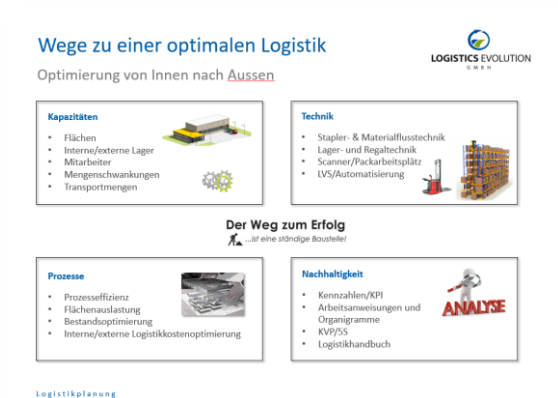 Wege zu einer optimalen Logistik
LOGISTICS EVOLUTION
GMBH
Optimierung von Innen nach Aussen
Kapazitäten
• Flächen
• Interne/externe Lager
• Mitarbeiter
• Mengenschwankungen
• Transportmengen
Technik
• Stapler- & Materialflusstechnik
• Lager- und Regaltechnik
• Scanner/Packarbeitsplätz
• LVS/Automatisierung
Der Weg zum Erfolg
...ist eine ständige Baustelle!
Prozesse
• Prozesseffizienz
• Flächenauslastung
• Bestandsoptimierung
• Interne/externe Logistikkostenoptimierung
Nachhaltigkeit
• Kennzahlen/KPI
• Arbeitsanweisungen und
Organigramme
• KVP/5S
• Logistikhandbuch
ANALYSE
Logistikplanung